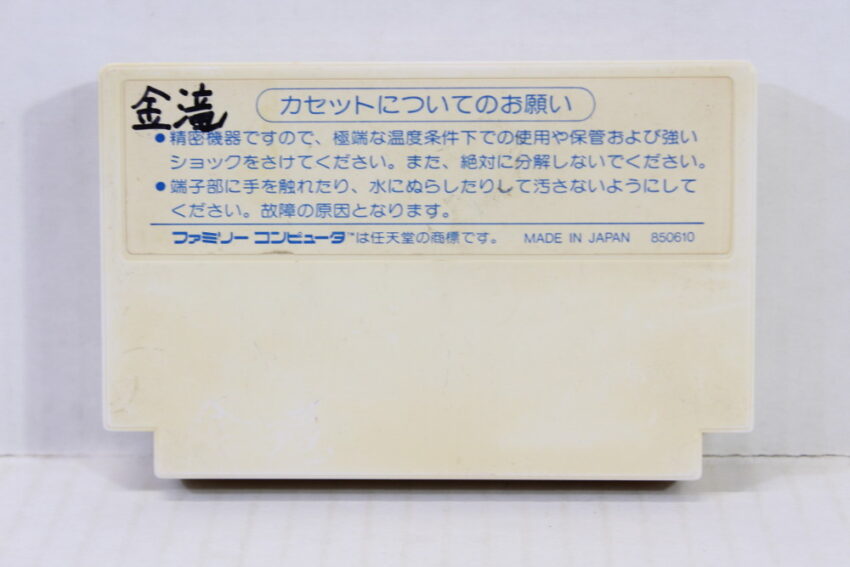 金滝
カセットについてのお願い
●精密機器ですので、極端な温度条件下での使用や保管および強い
ショックをさけてください。また、絶対に分解しないでください。
●端子部に手を触れたり、水にぬらしたりして汚さないようにして
ください。故障の原因となります。
ファミリー コンピュータ™は任天堂の商標です。 MADE IN JAPAN 850610